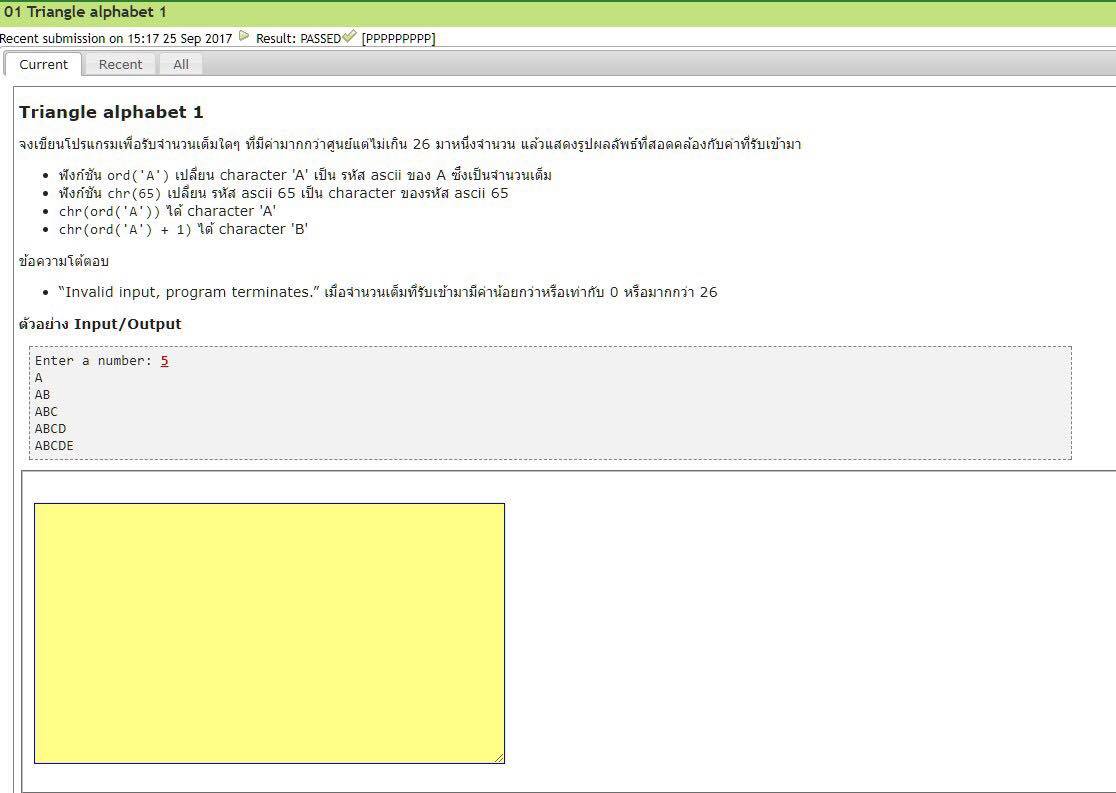 01 Triangle alphabet 1
Recent submission on 15:17 25 Sep 2017 Result: PASSED [PPPPPPPPP]
Current Recent All
Triangle alphabet 1
จงเขียนโปรแกรมเพื่อรับจำนวนเต็มใดๆ ที่มีค่ามากกว่าศูนย์แต่ไม่เกิน 26 มาหนึ่งจำนวน แล้วแสดงรูปผลลัพธ์ที่สอดคล้องกับค่าที่รับเข้ามา
• ฟังก์ชัน ord('A') เปลี่ยน character 'A' เป็น รหัส ascii ของ A ซึ่งเป็นจำนวนเต็ม
• ฟังก์ชัน chr(65) เปลี่ยน รหัส ascii 65 เป็น character ของรหัส ascii 65
• chr(ord('A')) ได้ character 'A'
• chr(ord('A') + 1) ได้ character 'B'
ข้อความโต้ตอบ
• “Invalid input, program terminates.” เมื่อจำนวนเต็มที่รับเข้ามามีค่าน้อยกว่าหรือเท่ากับ 0 หรือมากกว่า 26
ตัวอย่าง Input/Output
Enter a number: 5
A
AB
ABC
ABCD
ABCDE